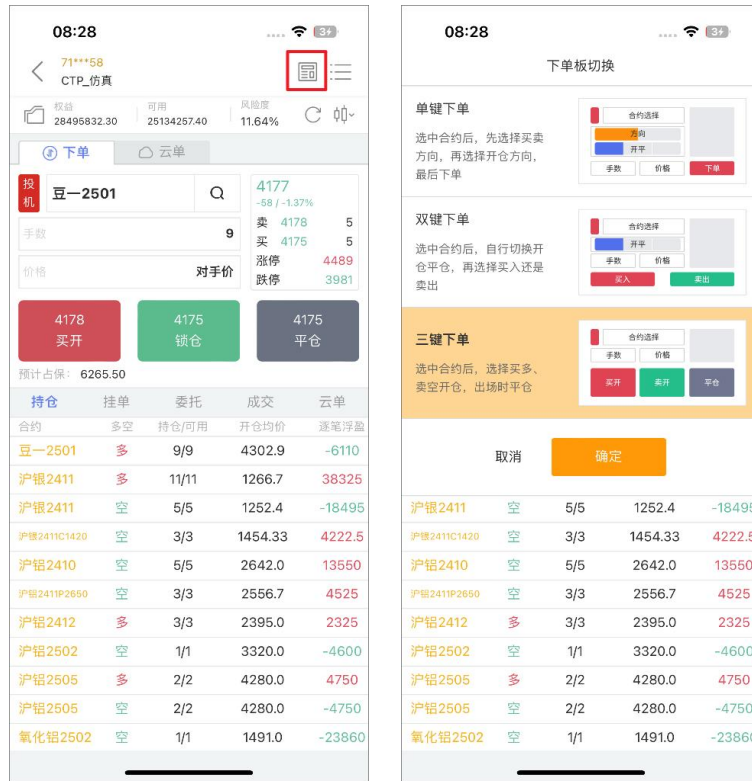 08:28
71***58
CTP_仿真
权益
28495832.30
可用
25134257.40
风险度
11.64%
下单
云单
投机
豆一2501
4177
-58 / -1.37%
手数 9
卖 4178 5
买 4175 5
价格 对手价
涨停 4489
跌停 3981
4178
买开
4175
锁仓
4175
平仓
预计占保: 6265.50
持仓 挂单 委托 成交 云单
合约 多空 持仓/可用 开仓均价 逐笔浮盈
豆一2501 多 9/9 4302.9 -6110
沪银2411 多 11/11 1266.7 38325
沪银2411 空 5/5 1252.4 -18495
沪银2411C1420 空 3/3 1454.33 4222.5
沪铝2410 空 5/5 2642.0 13550
沪铝2411P2650 空 3/3 2556.7 4525
沪铝2412 多 3/3 2395.0 2325
沪铝2502 空 1/1 3320.0 -4600
沪铝2505 多 2/2 4280.0 4750
沪铝2505 空 2/2 4280.0 -4750
氧化铝2502 空 1/1 1491.0 -23860
08:28
下单板切换
单键下单
选中合约后，先选择买卖
方向，再选择开仓方向，
最后下单
合约选择
方向
开平
手数 价格 下单
双键下单
选中合约后，自行切换开
仓平仓，再选择买入还是
卖出
合约选择
开平
手数 价格
买入 卖出
三键下单
选中合约后，选择买多、
卖空开仓，出场时平仓
合约选择
手数 价格
买开 卖开 平仓
取消 确定
沪银2411 空 5/5 1252.4 -18495
沪银2411C1420 空 3/3 1454.33 4222.5
沪铝2410 空 5/5 2642.0 13550
沪铝2411P2650 空 3/3 2556.7 4525
沪铝2412 多 3/3 2395.0 2325
沪铝2502 空 1/1 3320.0 -4600
沪铝2505 多 2/2 4280.0 4750
沪铝2505 空 2/2 4280.0 -4750
氧化铝2502 空 1/1 1491.0 -23860